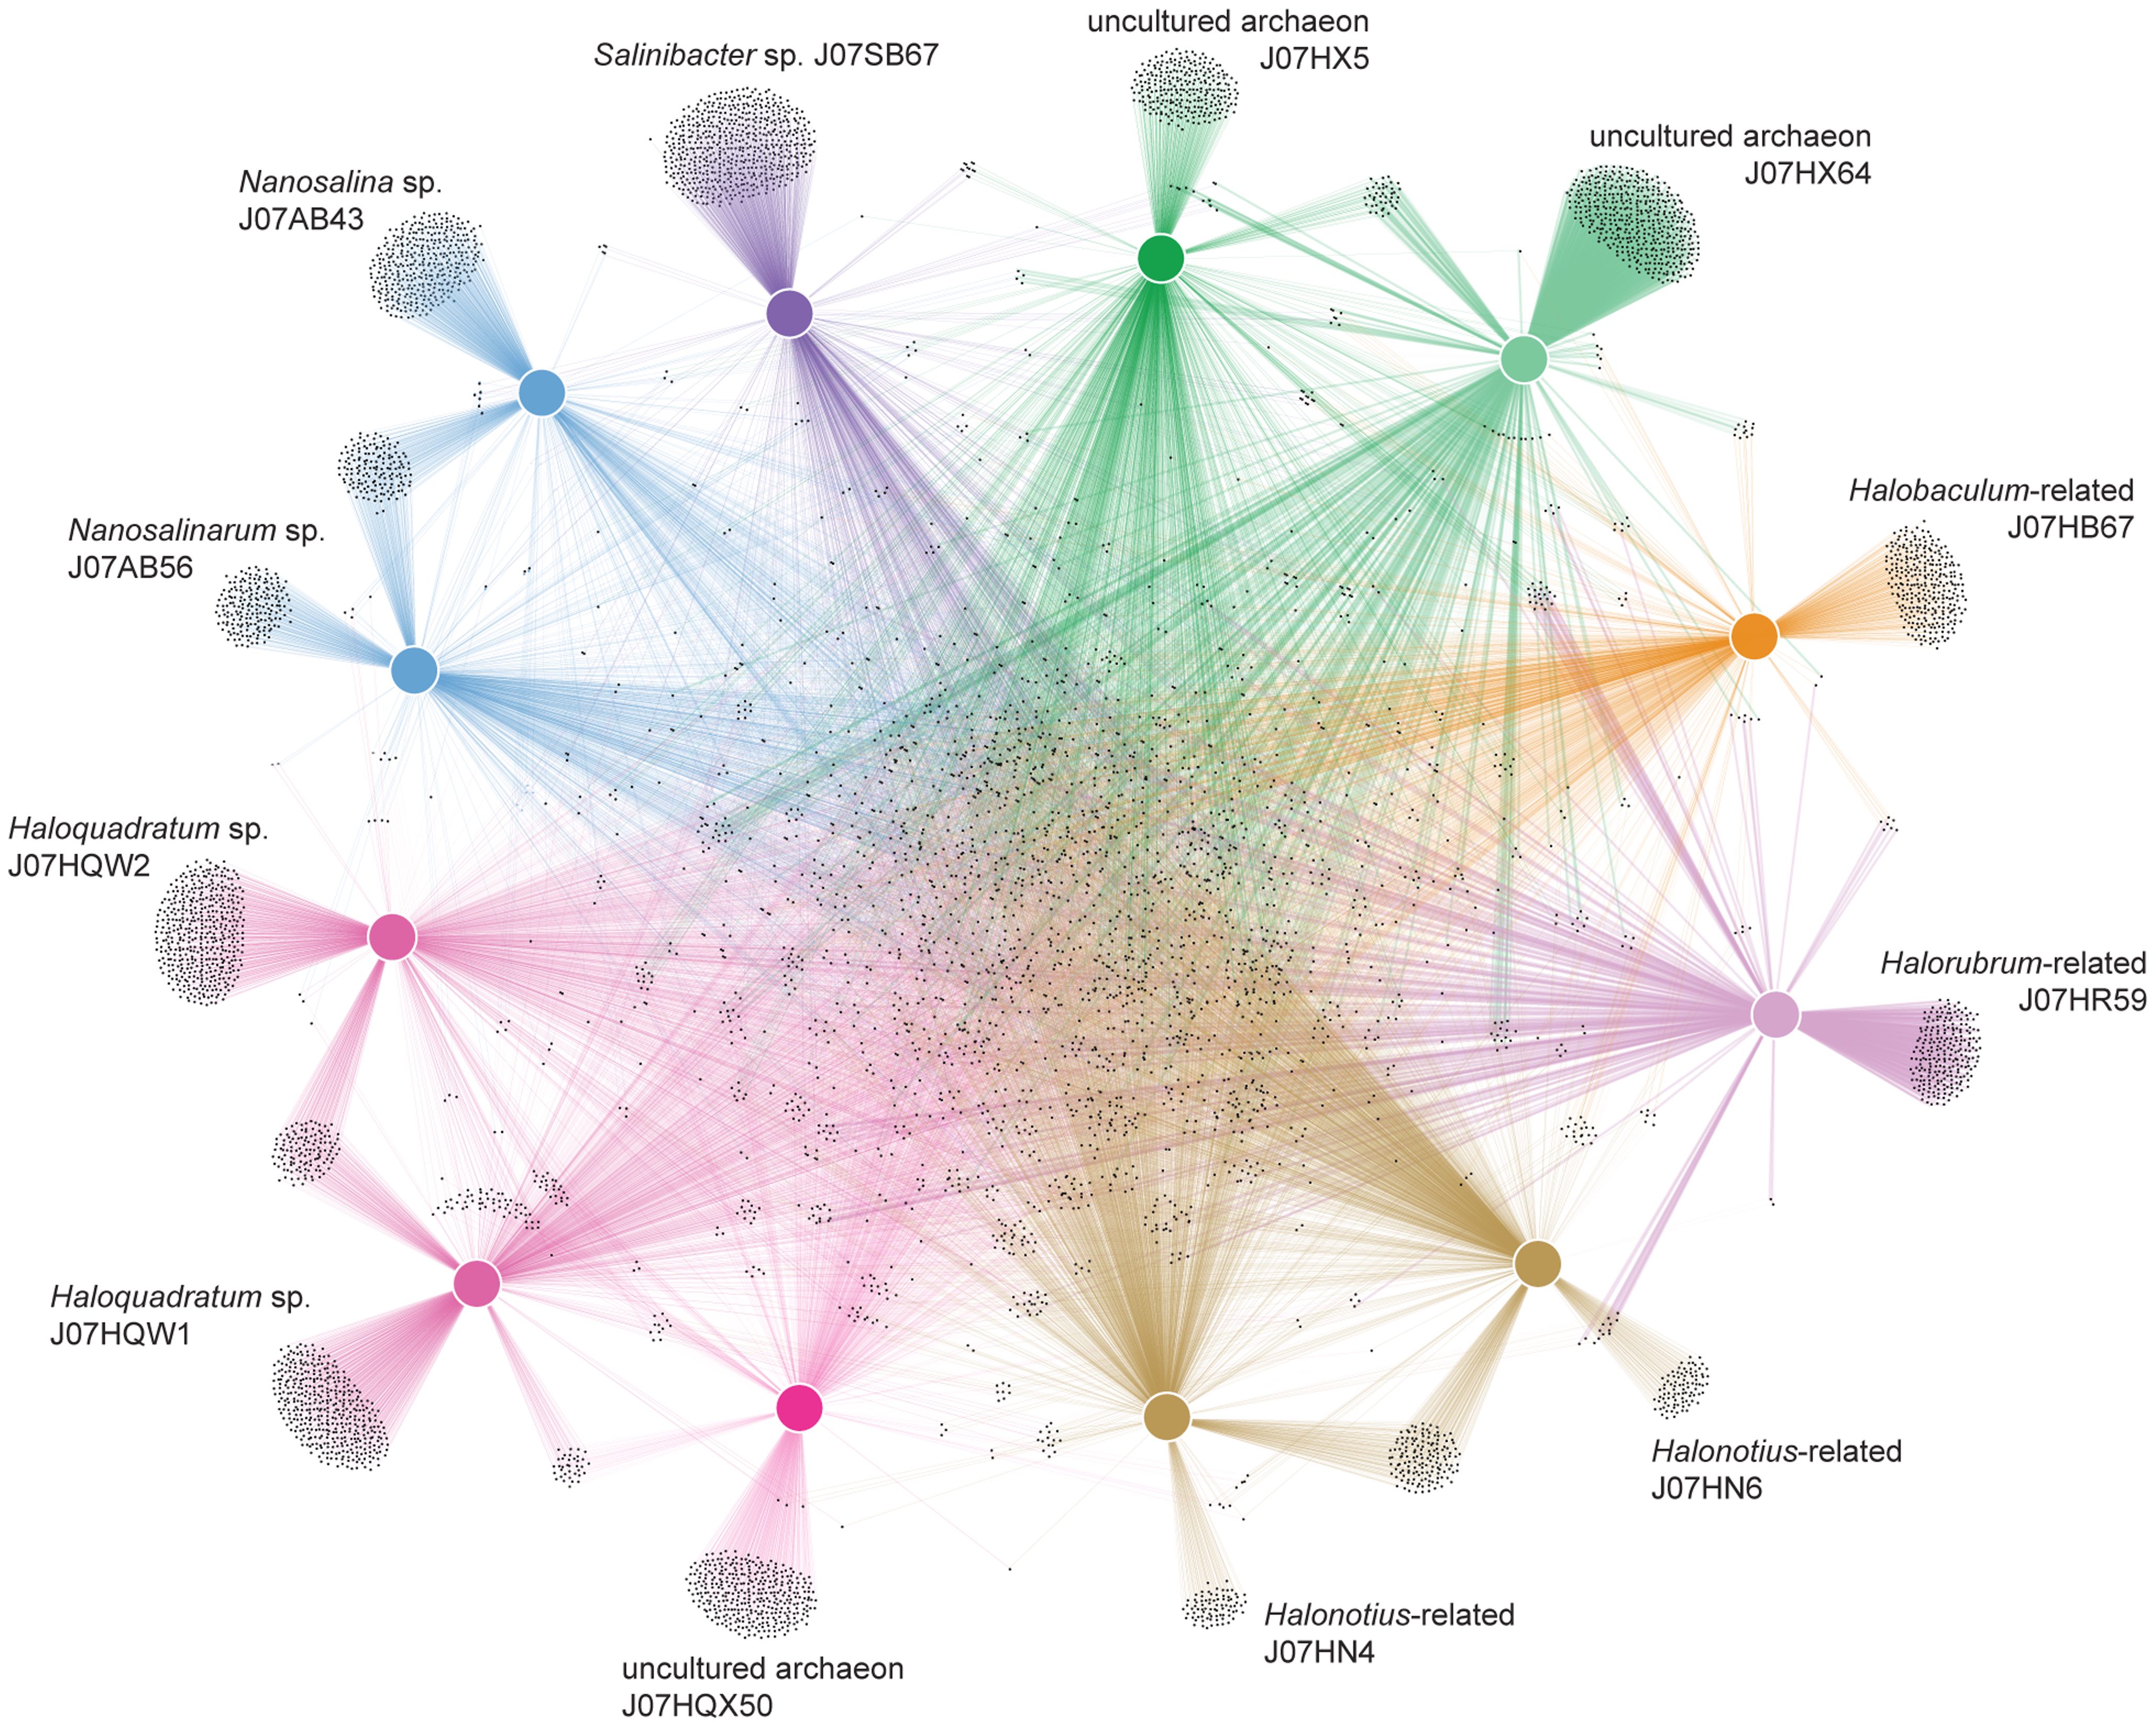 uncultured archaeon
J07HX5
Salinibacter sp. J07SB67
uncultured archaeon
J07HX64
Nanosalina sp.
J07AB43
Halobaculum-related
J07HB67
Nanosalinarum sp.
J07AB56
Haloquadratum sp.
J07HQW2
Halorubrum-related
J07HR59
Haloquadratum sp.
J07HQW1
Halonotius-related
J07HN6
Halonotius-related
J07HN4
uncultured archaeon
J07HQX50